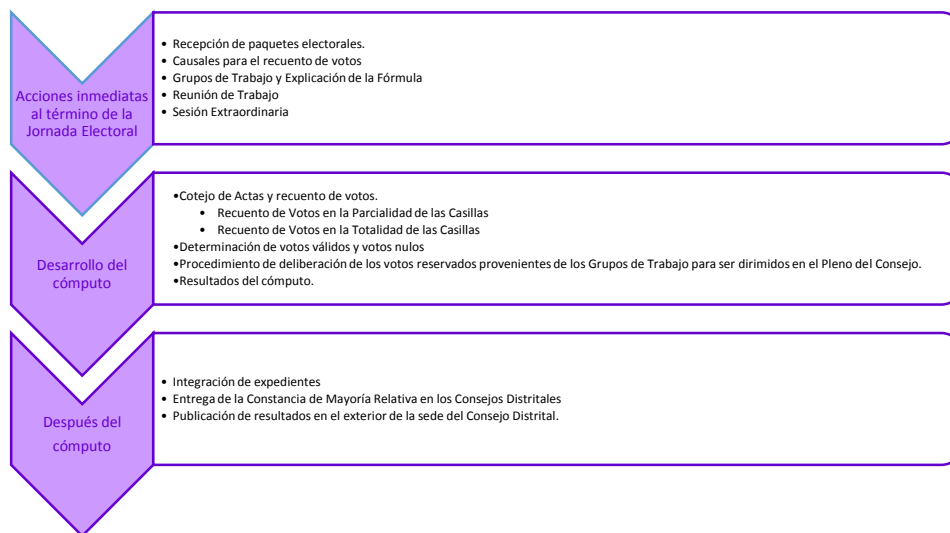 Acciones inmediatas
al término de la
Jornada Electoral
• Recepción de paquetes electorales.
• Causales para el recuento de votos
• Grupos de Trabajo y Explicación de la Fórmula
• Reunión de Trabajo
• Sesión Extraordinaria
Desarrollo del
cómputo
•Cotejo de Actas y recuento de votos.
• Recuento de Votos en la Parcialidad de las Casillas
• Recuento de Votos en la Totalidad de las Casillas
•Determinación de votos válidos y votos nulos
•Procedimiento de deliberación de los votos reservados provenientes de los Grupos de Trabajo para ser dirimidos en el Pleno del Consejo.
•Resultados del cómputo.
Después del
cómputo
• Integración de expedientes
• Entrega de la Constancia de Mayoría Relativa en los Consejos Distritales
• Publicación de resultados en el exterior de la sede del Consejo Distrital.